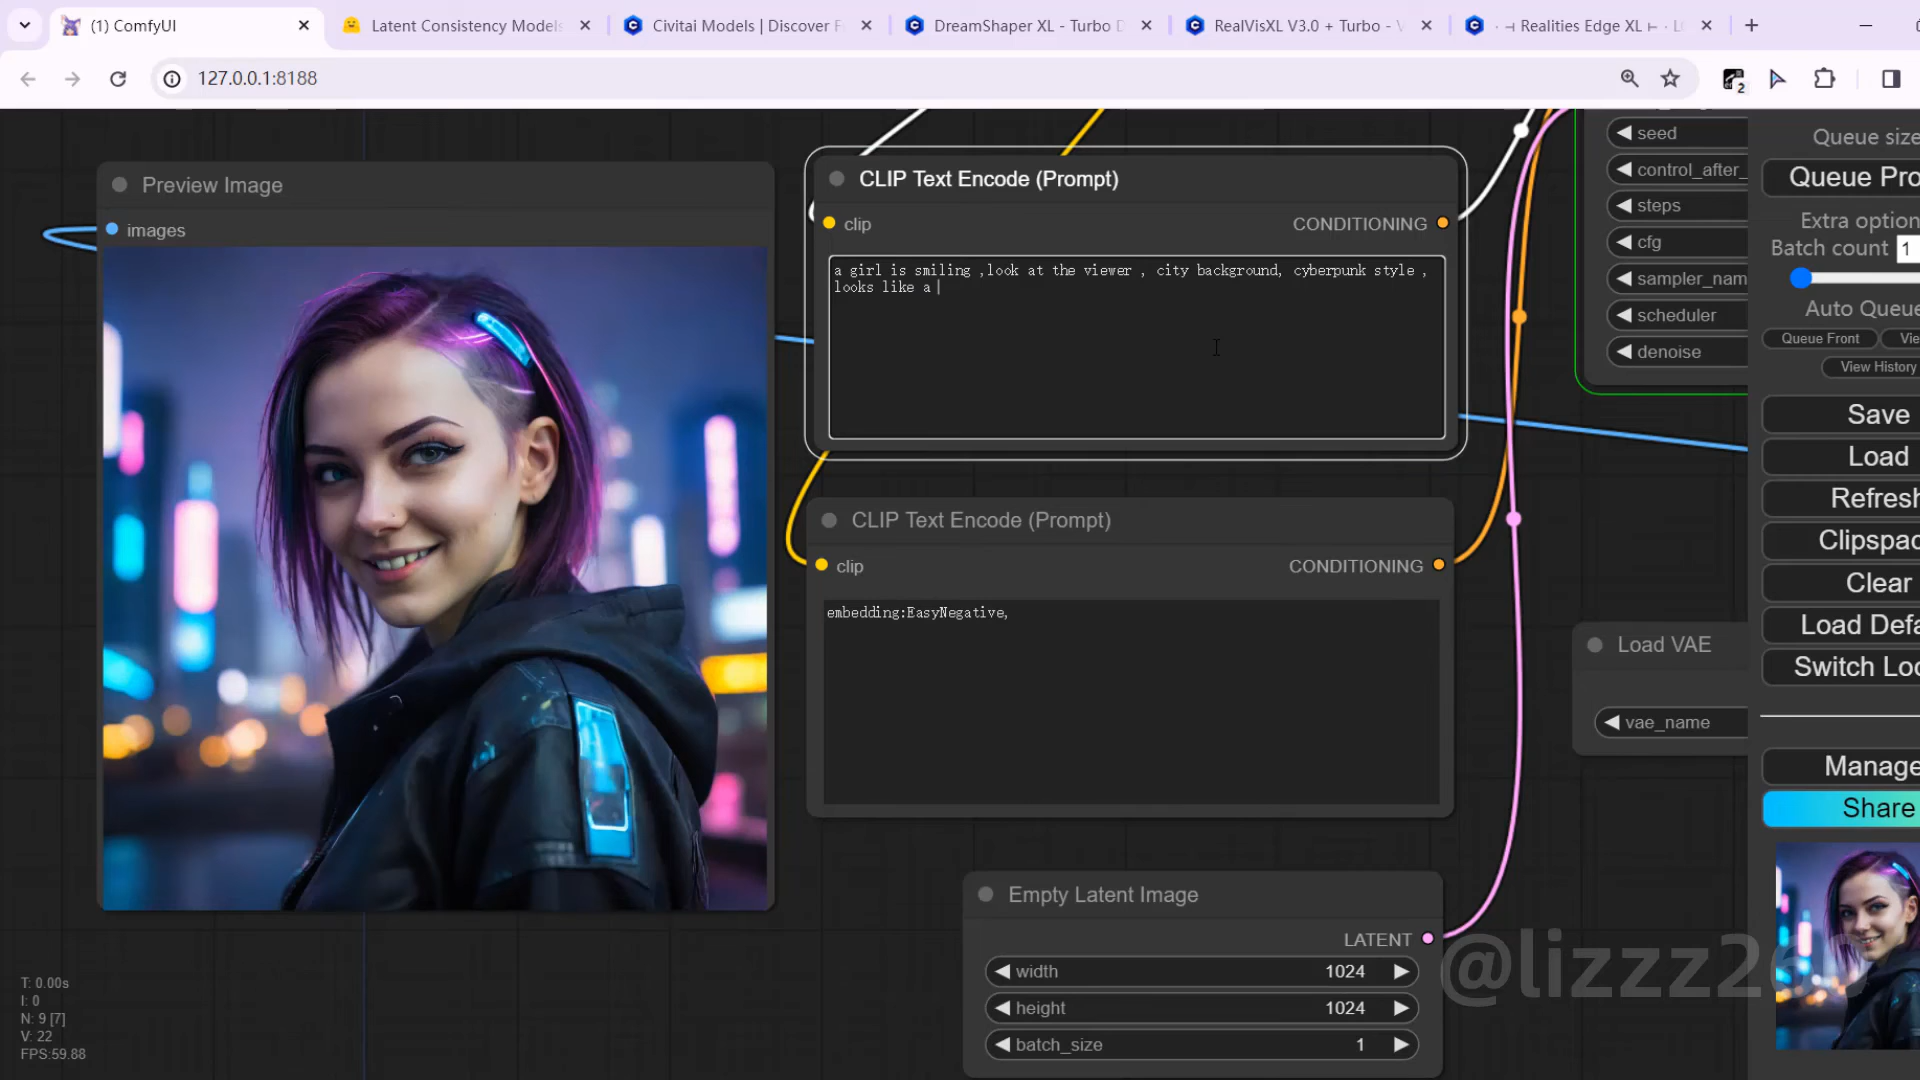 (1) ComfyUI
Latent Consistency Models
Civitai Models | Discover F
DreamShaper XL - Turbo D
RealVisXL V3.0 + Turbo - V
Realities Edge XL
127.0.0.1:8188
2
Preview Image
images
CLIP Text Encode (Prompt)
clip
CONDITIONING
a girl is smiling ,look at the viewer , city background, cyberpunk style ,
looks like a
CLIP Text Encode (Prompt)
clip
CONDITIONING
embedding:EasyNegative,
Empty Latent Image
LATENT
width 1024
height 1024
batch_size 1
seed
control_after_
steps
cfg
sampler_nam
scheduler
denoise
Load VAE
vae_name
Queue size
Queue Pro
Extra option
Batch count 1
Auto Queue
Queue Front
Vie
View History
Save
Load
Refresh
Clipspac
Clear
Load Defa
Switch Loc
Manage
Share
T: 0.00s
I: 0
N: 9 [7]
V: 22
FPS:59.88
@lizzz260